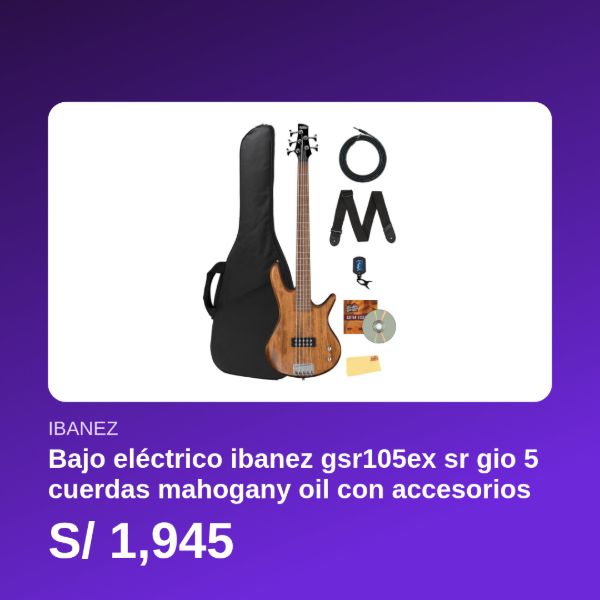 IBANEZ
Bajo eléctrico ibanez gsr105ex sr gio 5
cuerdas mahogany oil con accesorios
S/ 1,945